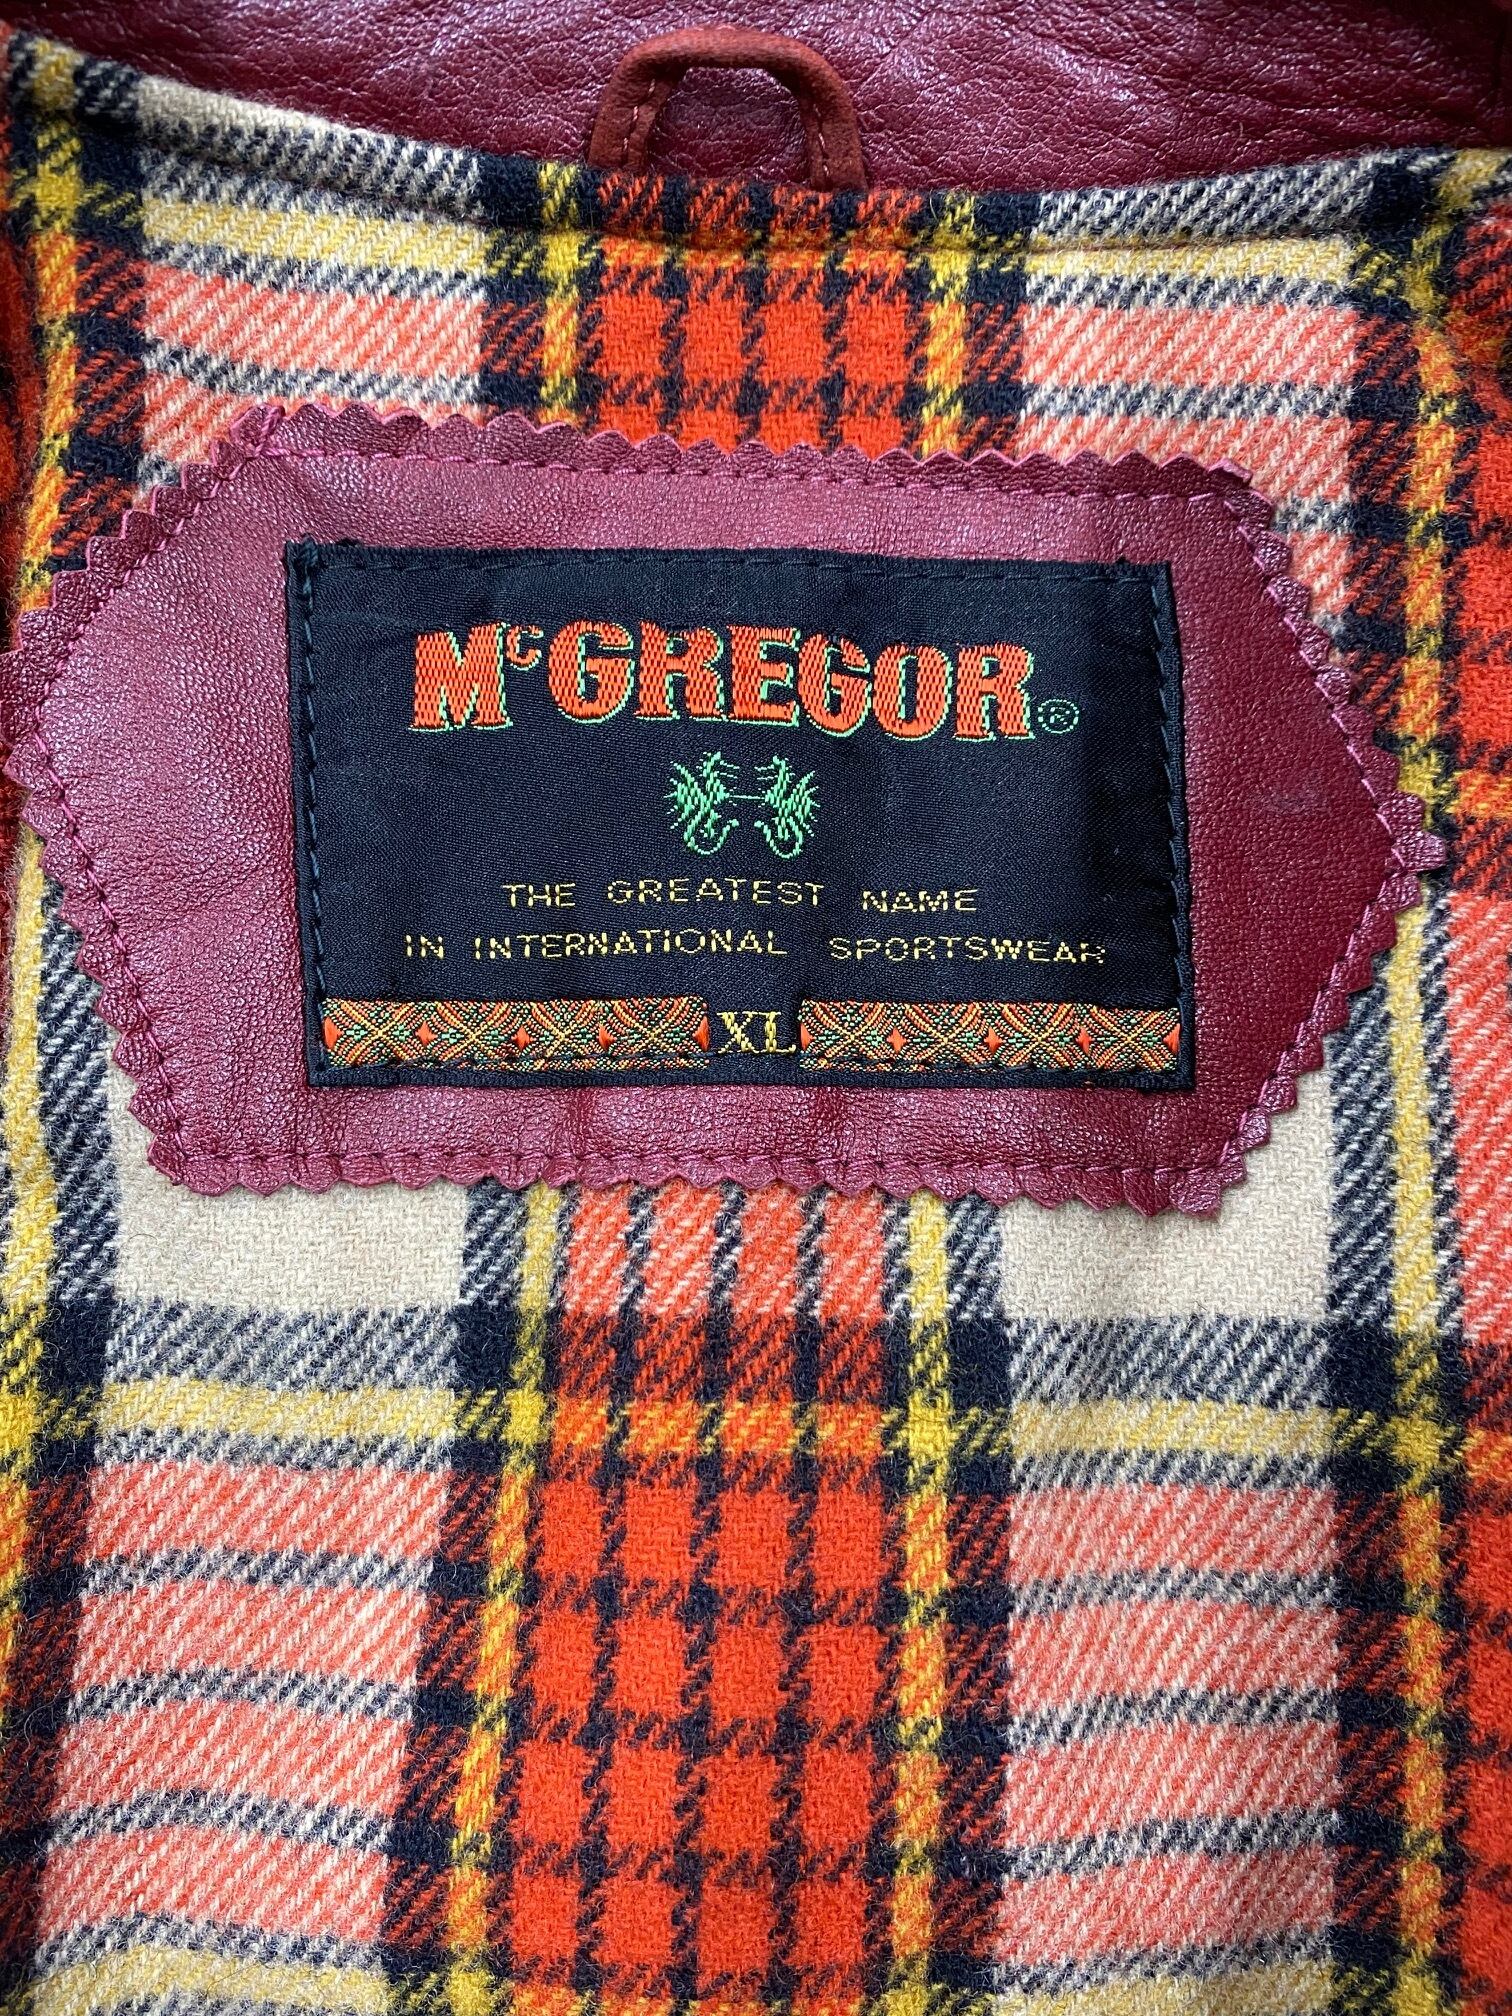 McGREGOR®
THE GREATEST NAME
IN INTERNATIONAL SPORTSWEAR
XL